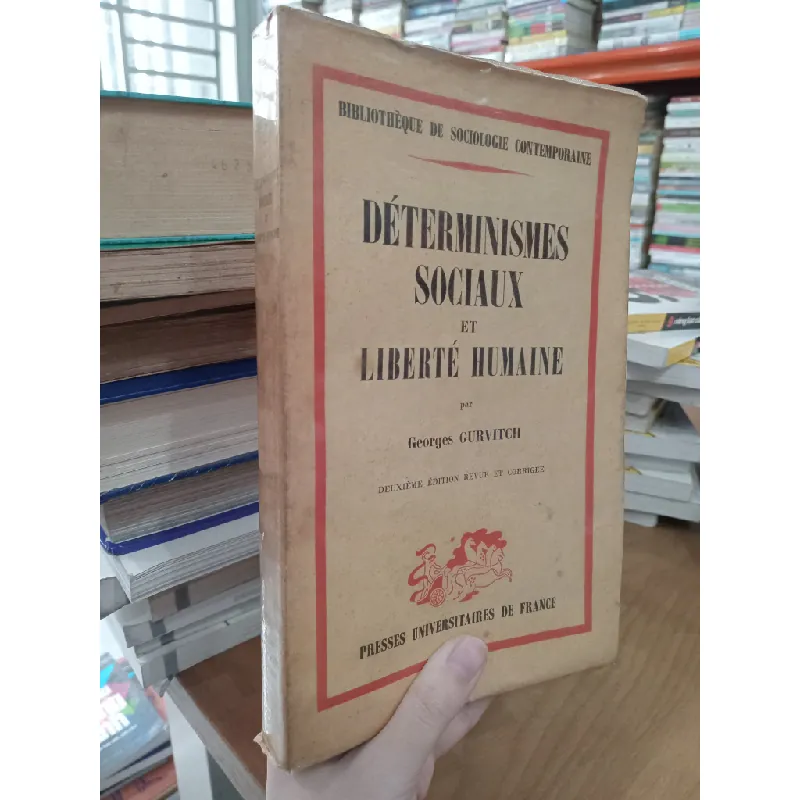 BIBLIOTHÈQUE DE SOCIOLOGIE CONTEMPORAINE
DÉTERMINISMES
SOCIAUX
ET
LIBERTÉ HUMAINE
par
Georges GURVITCH
DEUXIÈME ÉDITION REVUE ET CORRIGÉE
PRESSES UNIVERSITAIRES DE FRANCE